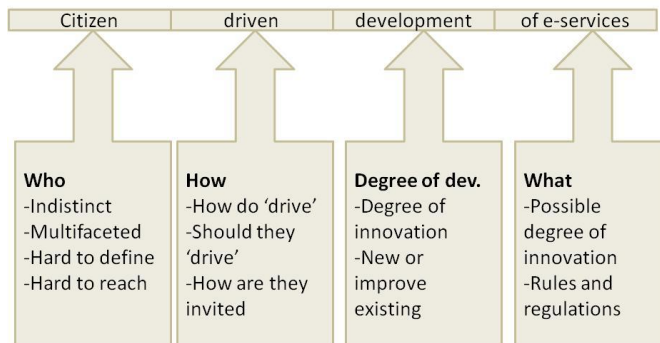 Citizen
driven
development
of e-services
Who
-Indistinct
-Multifaceted
-Hard to define
-Hard to reach
How
-How do ‘drive’
-Should they
‘drive’
-How are they
invited
Degree of dev.
-Degree of
innovation
-New or
improve
existing
What
-Possible
degree of
innovation
-Rules and
regulations